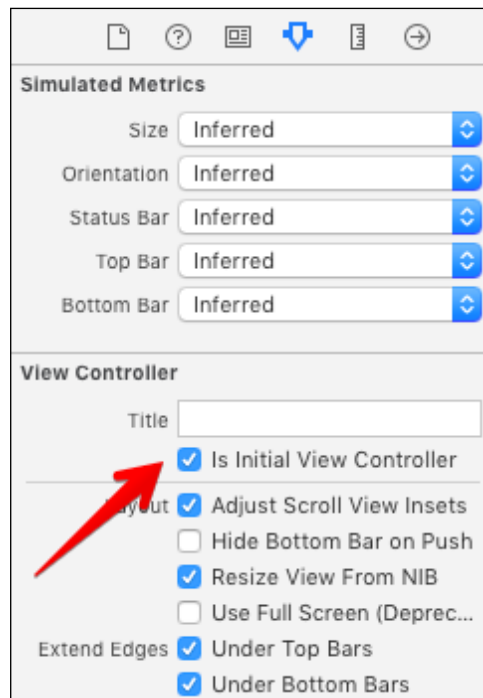 Simulated Metrics
Size Inferred
Orientation Inferred
Status Bar Inferred
Top Bar Inferred
Bottom Bar Inferred
View Controller
Title
Is Initial View Controller
Layout Adjust Scroll View Insets
Hide Bottom Bar on Push
Resize View From NIB
Use Full Screen (Deprec...
Extend Edges Under Top Bars
Under Bottom Bars